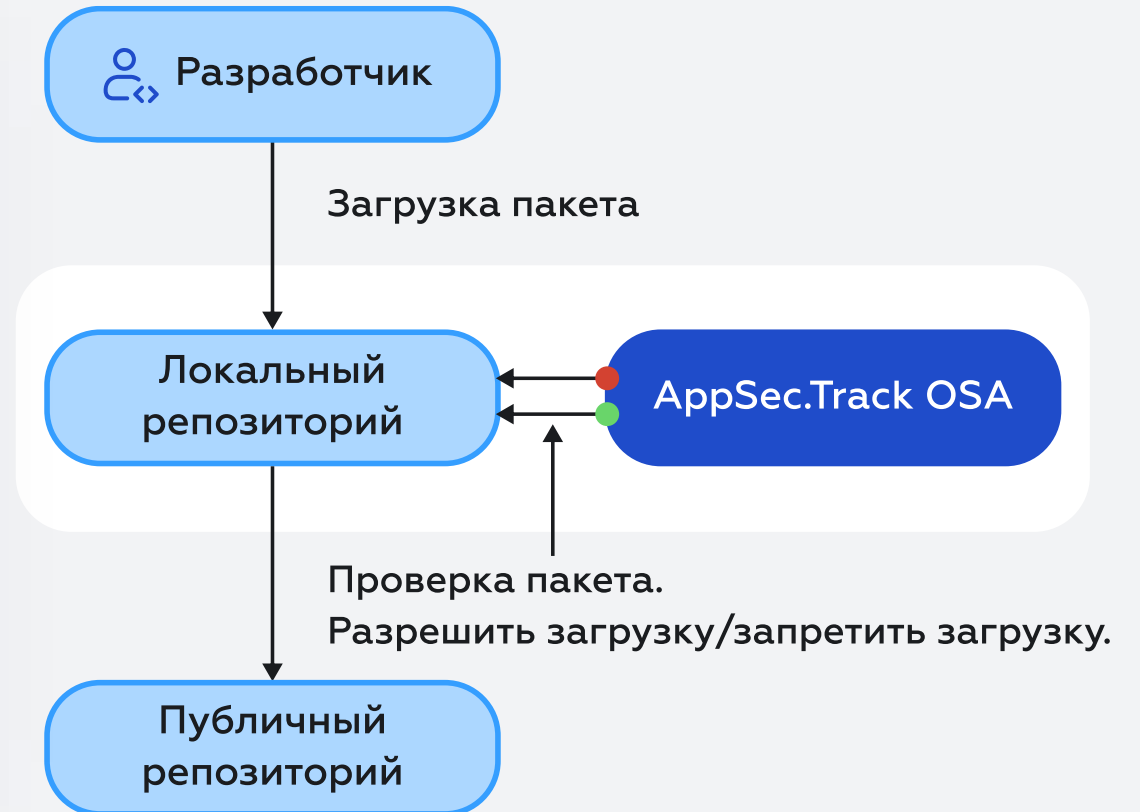 Разработчик
Загрузка пакета
Локальный
репозиторий
AppSec.Track OSA
Проверка пакета.
Разрешить загрузку/запретить загрузку.
Публичный
репозиторий